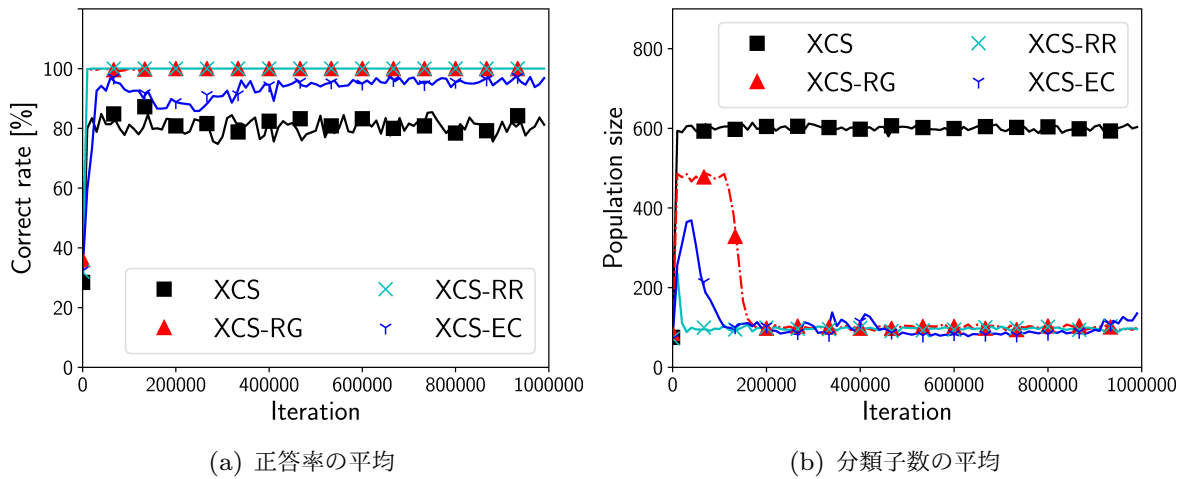 Correct rate [%]
100
80
60
40
20
0
XCS
XCS-RG
XCS-RR
XCS-EC
0 200000 400000 600000 800000 1000000
Iteration
(a) 正答率の平均
Population size
800
600
400
200
0
XCS
XCS-RG
XCS-RR
XCS-EC
0 200000 400000 600000 800000 1000000
Iteration
(b) 分類子数の平均